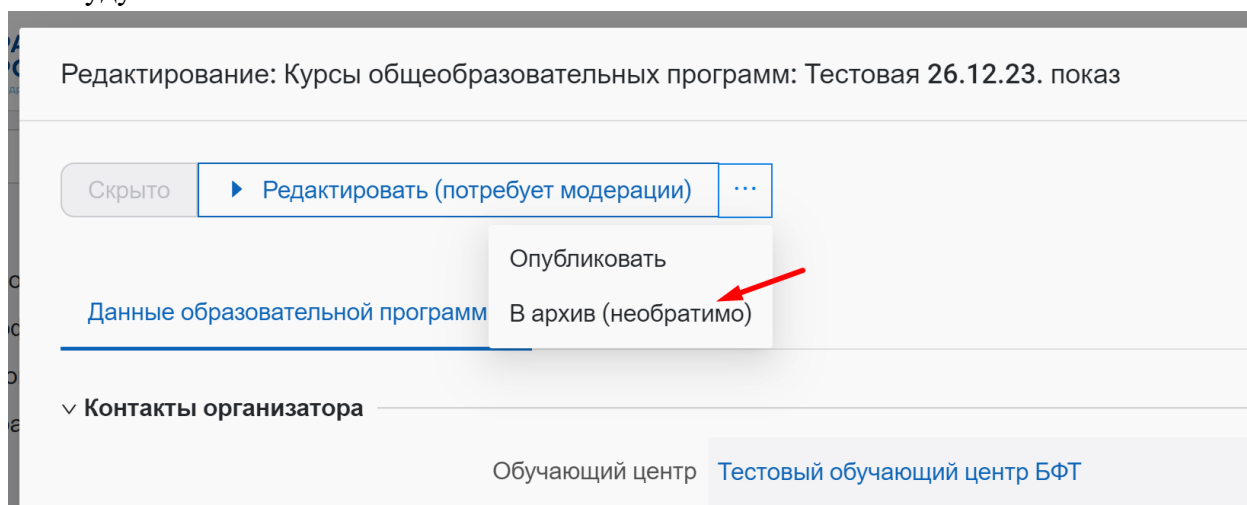 Редактирование: Курсы общеобразовательных программ: Тестовая 26.12.23. показ
Скрыто
Редактировать (потребует модерации)
...
Опубликовать
В архив (необратимо)
Данные образовательной программ
Контакты организатора
Обучающий центр Тестовый обучающий центр БФТ